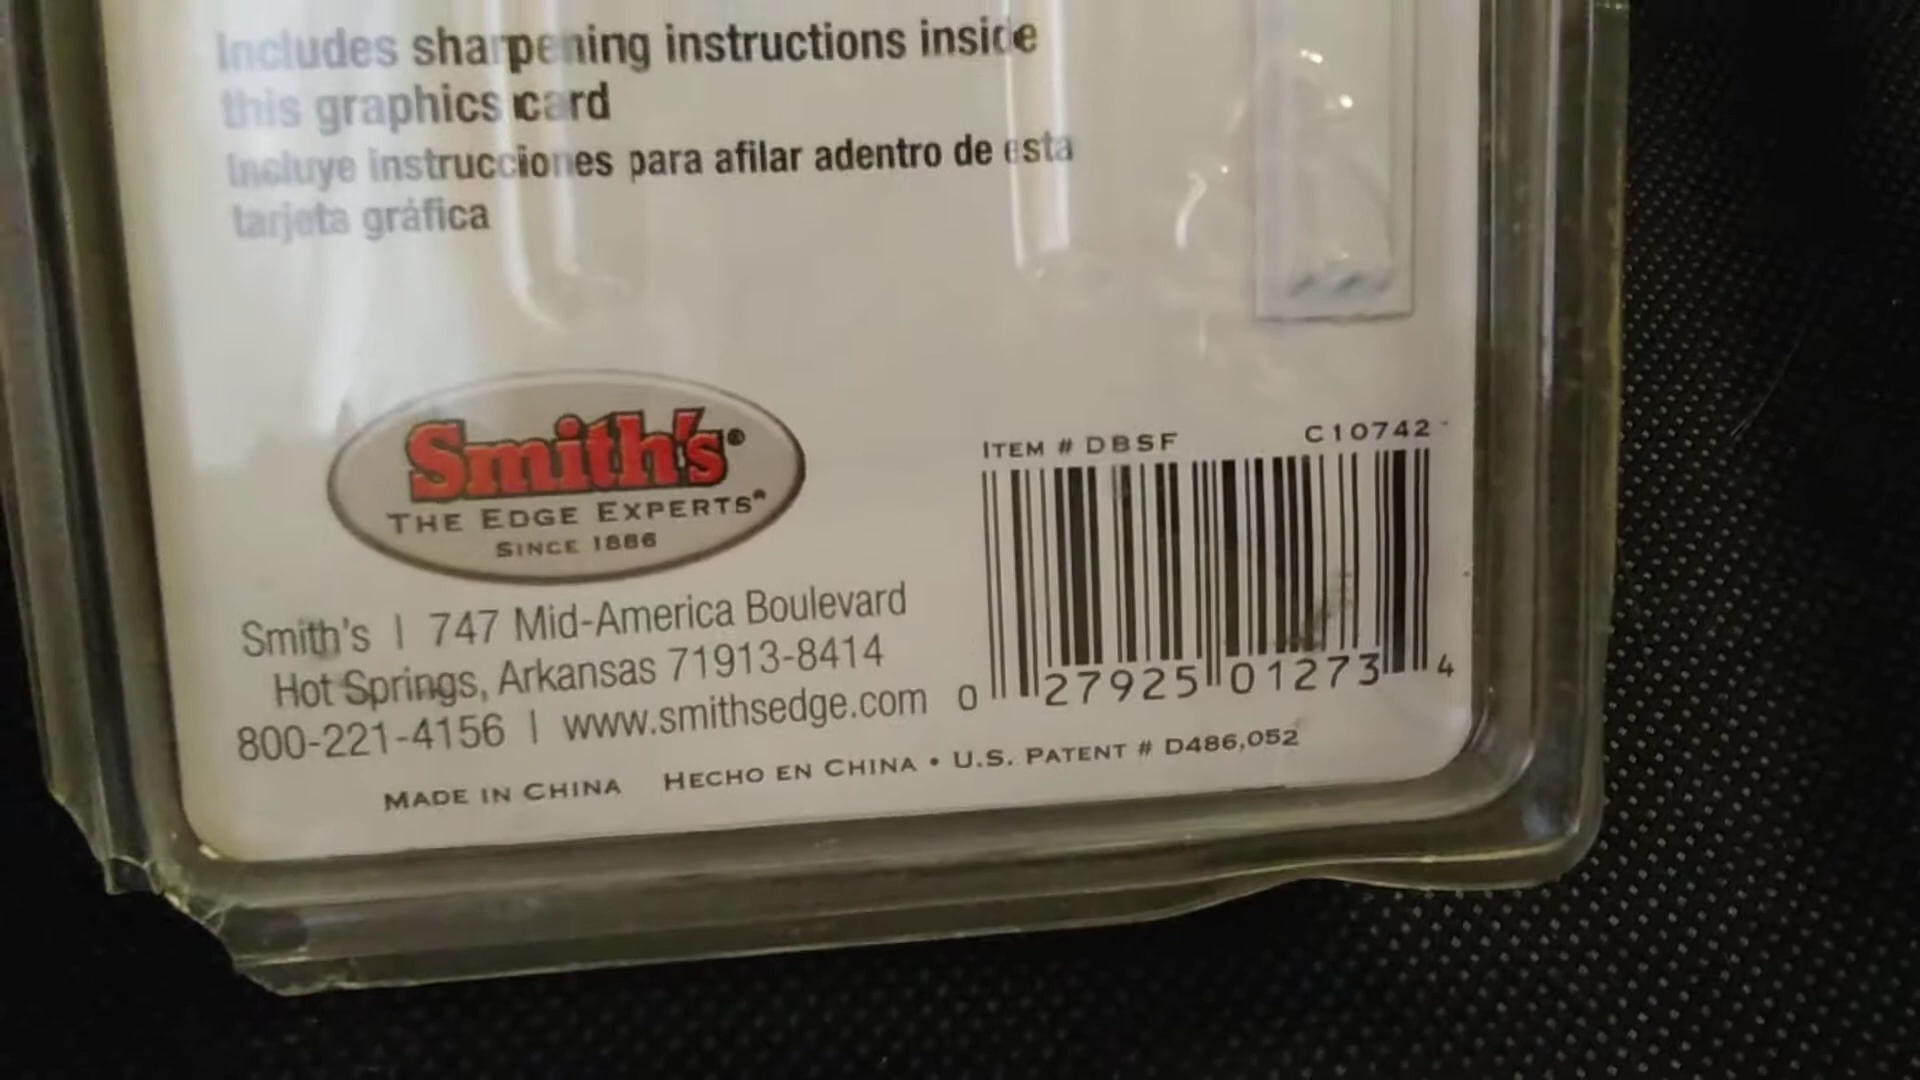 Includes sharpening instructions inside
this graphics card
Incluye instrucciones para afilar adentro de esta
tarjeta gráfica
Smith's®
THE EDGE EXPERTS®
SINCE 1886
Smith's | 747 Mid-America Boulevard
Hot Springs, Arkansas 71913-8414
800-221-4156 | www.smithsedge.com
ITEM # DBSF C10742
0 27925 01273 4
MADE IN CHINA HECHO EN CHINA • U.S. PATENT # D486,052